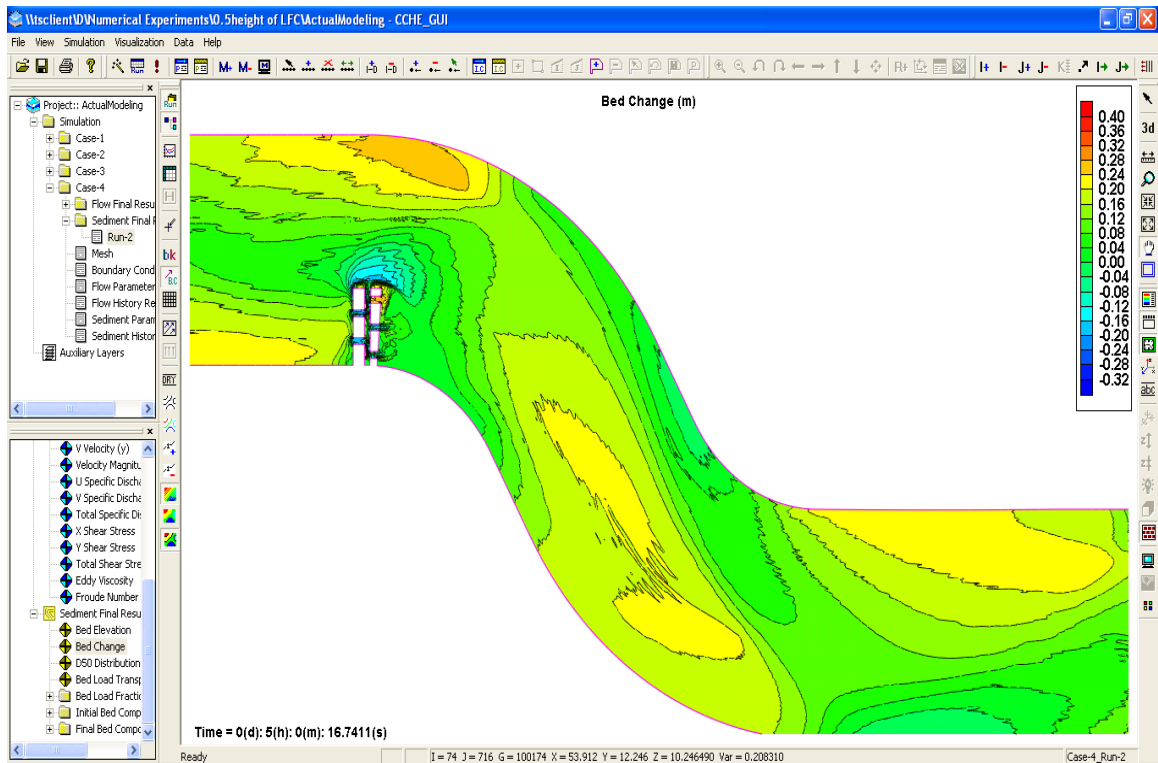 \\tsclient\D\Numerical Experiments\0.5height of LFC\ActualModeling - CCHE_GUI
File View Simulation Visualization Data Help
Run M+ M- M I-D I-D I.C R+ I+ I- J+ J- K I+ J+
Project:: ActualModeling
Simulation
Case-1
Case-2
Case-3
Case-4
Flow Final Resu
Sediment Final R
Run-2
Mesh
Boundary Cond
Flow Parameter
Flow History Re
Sediment Param
Sediment Histor
Auxiliary Layers
V Velocity (y)
Velocity Magnitu
U Specific Discha
V Specific Discha
Total Specific Dis
X Shear Stress
Y Shear Stress
Total Shear Stre
Eddy Viscosity
Froude Number
Sediment Final Resu
Bed Elevation
Bed Change
D50 Distribution
Bed Load Transp
Bed Load Fractio
Initial Bed Comp
Final Bed Compo
Run
H
bk
B.C
DRY
Bed Change (m)
0.40
0.36
0.32
0.28
0.24
0.20
0.16
0.12
0.08
0.04
0.00
-0.04
-0.08
-0.12
-0.16
-0.20
-0.24
-0.28
-0.32
3d
abc
Time = 0(d): 5(h): 0(m): 16.7411(s)
Ready
I = 74 J = 716 G = 100174 X = 53.912 Y = 12.246 Z = 10.246490 Var = 0.208310
Case-4_Run-2